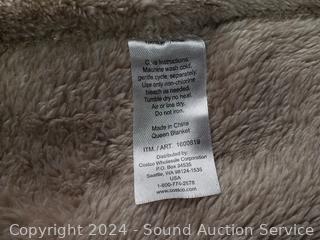 Care Instructions:
Machine wash cold,
gentle cycle, separately.
Use only non-chlorine
bleach as needed.
Tumble dry no heat.
Air or line dry.
Do not iron.
Made in China
Queen Blanket
ITM. / ART. 1600819
Distributed by:
Costco Wholesale Corporation
P.O. Box 34535
Seattle, WA 98124-1535
USA
1-800-774-2678
www.costco.com
Copyright 2024 - Sound Auction Service